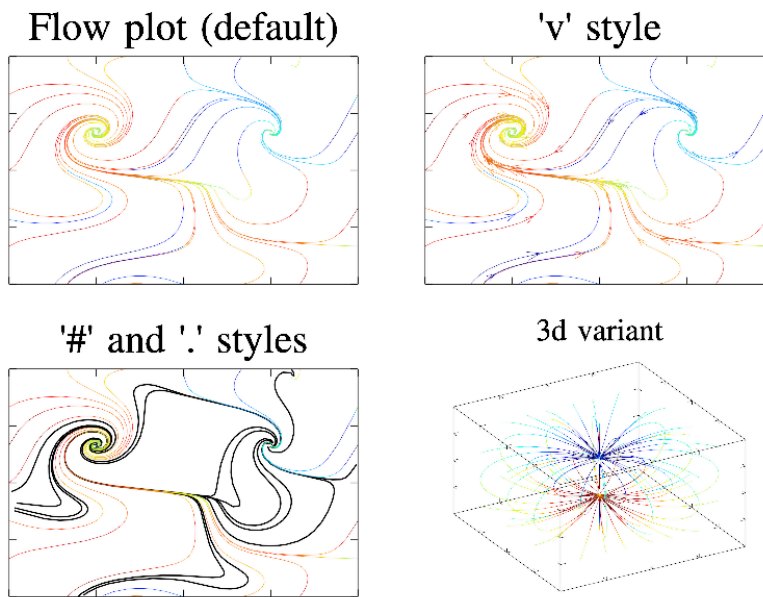 Flow plot (default)
'v' style
'#' and '.' styles
3d variant